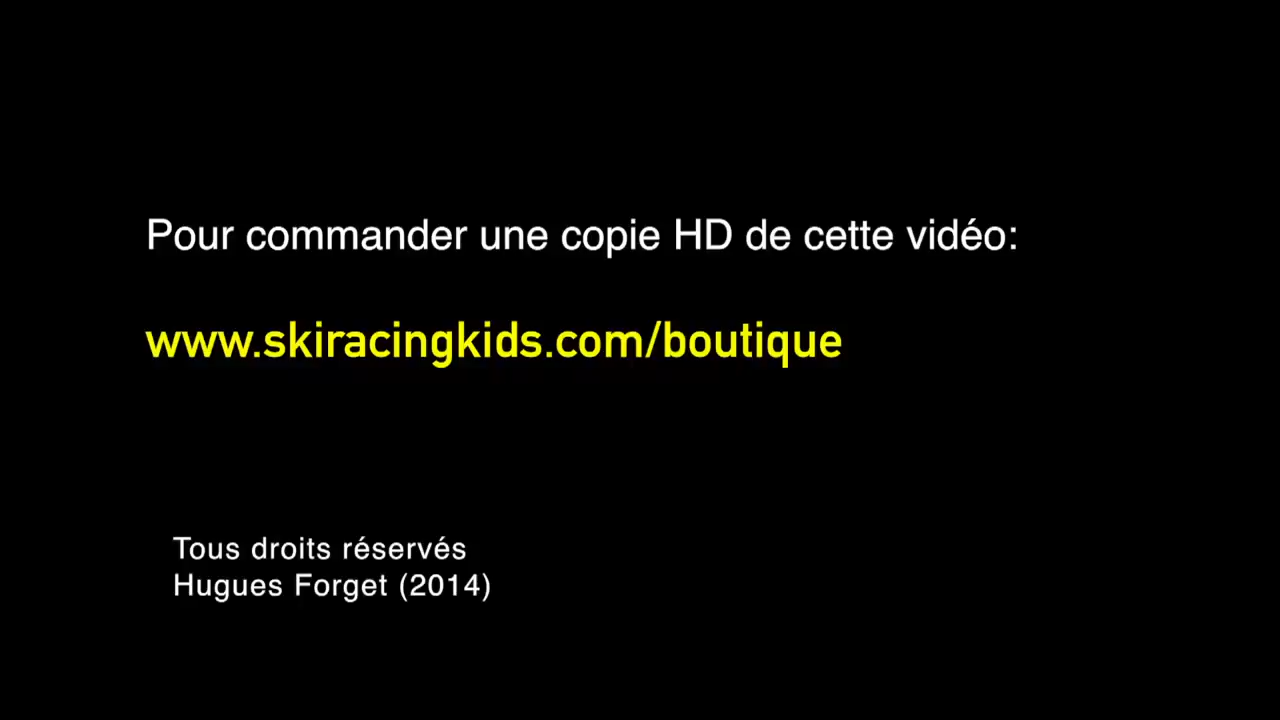 Pour commander une copie HD de cette vidéo:
www.skiracingkids.com/boutique
Tous droits réservés
Hugues Forget (2014)